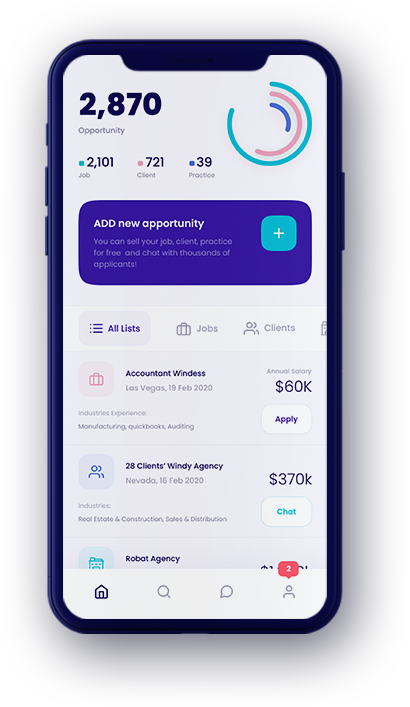 2,870
Opportunity
2,101 721 39
Job Client Practice
ADD new apportunity
You can sell your job, client, practice
for free and chat with thousands of
applicants!
All Lists Jobs Clients
Accountant Windess
Las Vegas, 19 Feb 2020
Annual Salary
$60K
Industries Experience:
Manufacturing, quickbooks, Auditing
Apply
28 Clients' Windy Agency
Nevada, 16 Feb 2020
$370k
Industries:
Real Estate & Construction, Sales & Distribution
Chat
Robat Agency
2